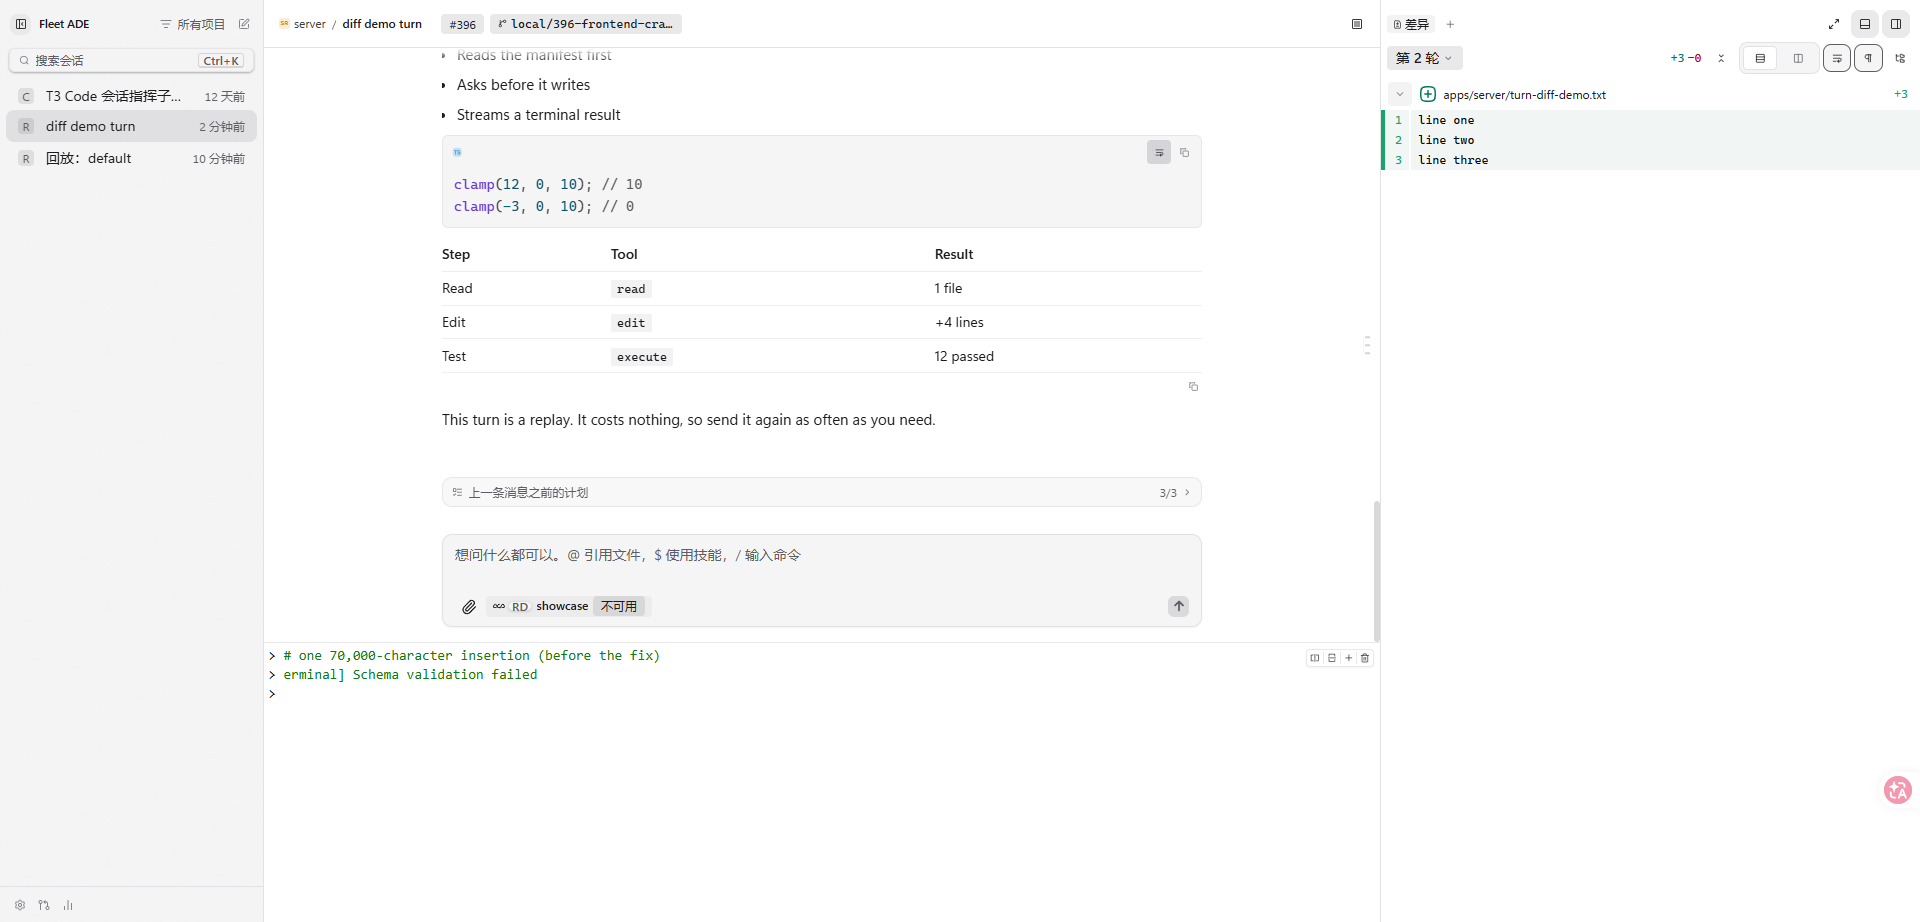 Fleet ADE
所有项目
搜索会话
Ctrl+K
C T3 Code 会话指挥子... 12 天前
R diff demo turn 2 分钟前
R 回放：default 10 分钟前
server / diff demo turn #396 local/396-frontend-cra…
Reads the manifest first
Asks before it writes
Streams a terminal result
TS
clamp(12, 0, 10); // 10
clamp(−3, 0, 10); // 0
Step Tool Result
Read read 1 file
Edit edit +4 lines
Test execute 12 passed
This turn is a replay. It costs nothing, so send it again as often as you need.
上一条消息之前的计划 3/3
想问什么都可以。@ 引用文件，$ 使用技能，/ 输入命令
RD showcase 不可用
> # one 70,000-character insertion (before the fix)
> erminal] Schema validation failed
>
差异
第 2 轮 +3 −0
apps/server/turn-diff-demo.txt +3
1 line one
2 line two
3 line three